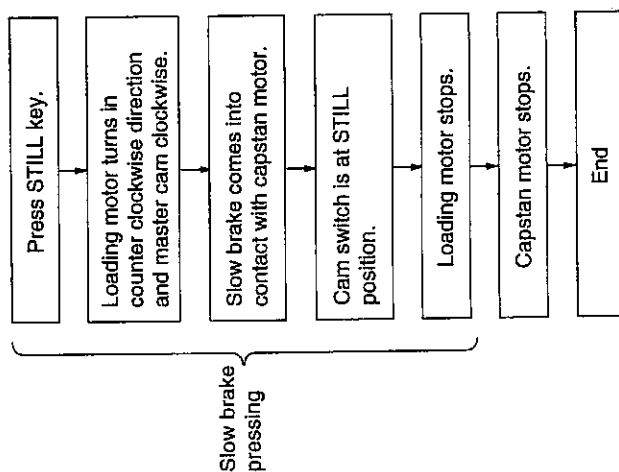 Press STILL key.
Loading motor turns in
counter clockwise direction
and master cam clockwise.
Slow brake comes into
contact with capstan motor.
Cam switch is at STILL
position.
Loading motor stops.
Capstan motor stops.
End
Slow brake
pressing